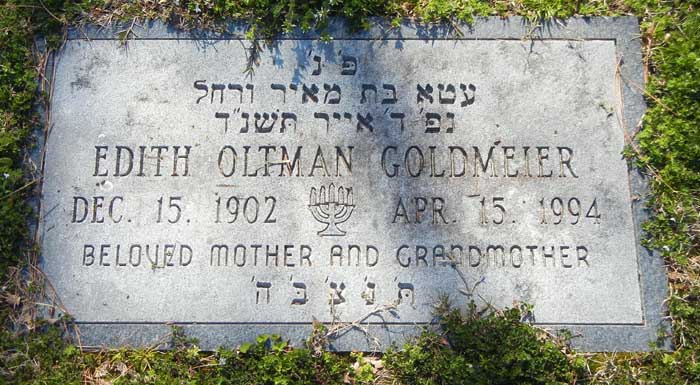 פ׳ נ׳
עטא בת מאיר ורחל
נפ׳ ד׳ אייר תשנ״ד
EDITH OLTMAN GOLDMEIER
DEC. 15, 1902 APR. 15, 1994
BELOVED MOTHER AND GRANDMOTHER
ת׳ נ׳ צ׳ ב׳ ה׳